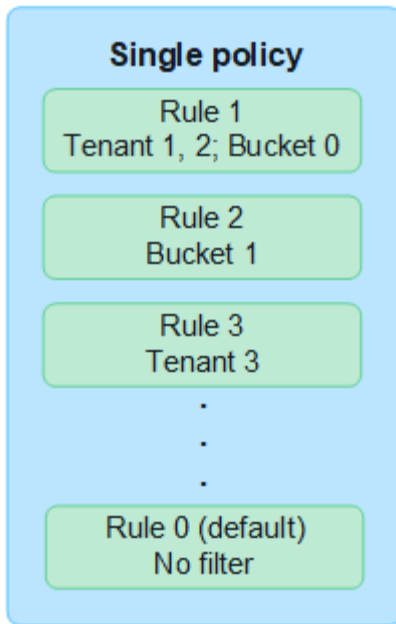 Single policy
Rule 1
Tenant 1, 2; Bucket 0
Rule 2
Bucket 1
Rule 3
Tenant 3
.
.
.
Rule 0 (default)
No filter